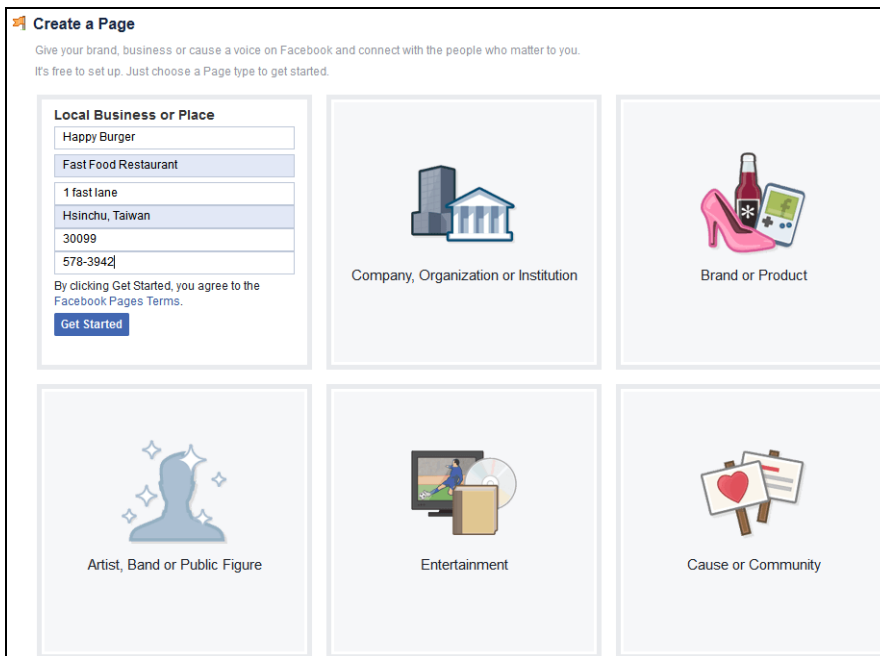 Create a Page
Give your brand, business or cause a voice on Facebook and connect with the people who matter to you.
It's free to set up. Just choose a Page type to get started.
Local Business or Place
Happy Burger
Fast Food Restaurant
1 fast lane
Hsinchu, Taiwan
30099
578-3942
By clicking Get Started, you agree to the
Facebook Pages Terms.
Get Started
Company, Organization or Institution
Brand or Product
Artist, Band or Public Figure
Entertainment
Cause or Community